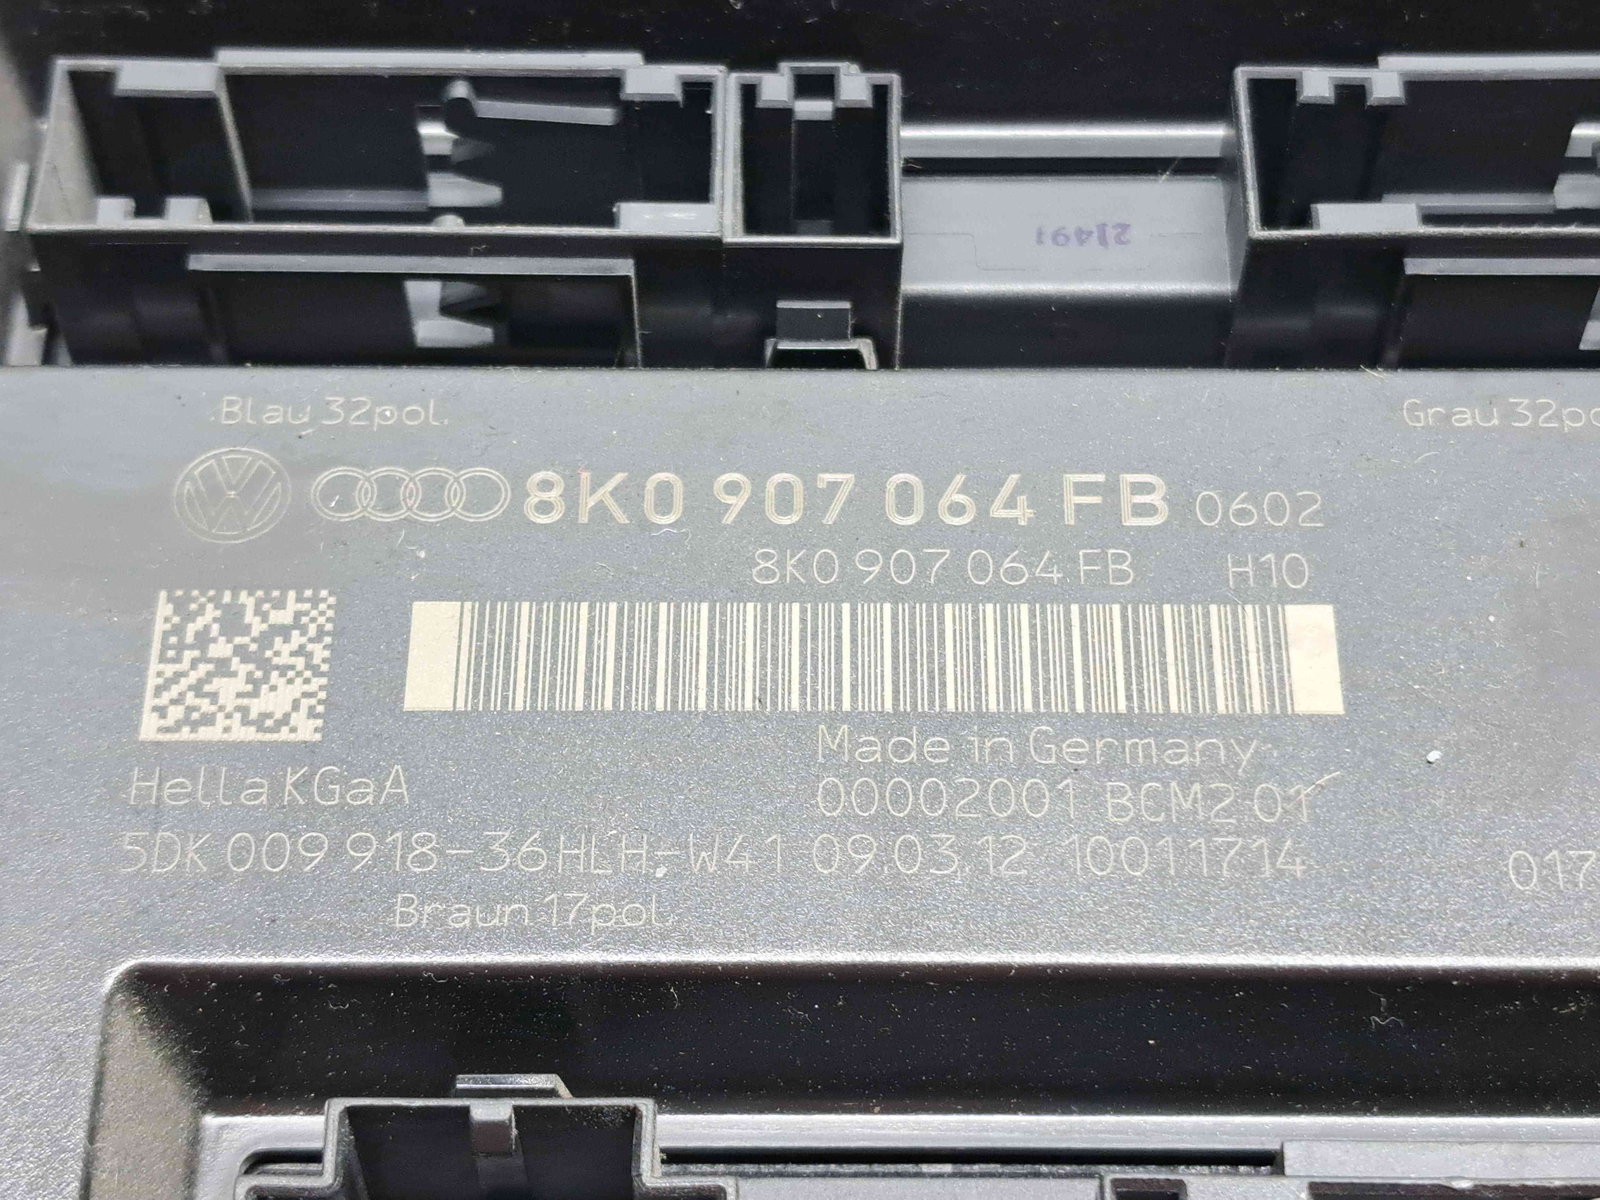 21491
Blau 32pol.
Grau 32po
8K0 907 064 FB 0602
8K0 907 064 FB H10
Made in Germany
Hella KGaA
00002001 BCM2 01
5DK 009 918-36 HLH-W41 09.03.12 10011714
017
Braun 17pol.